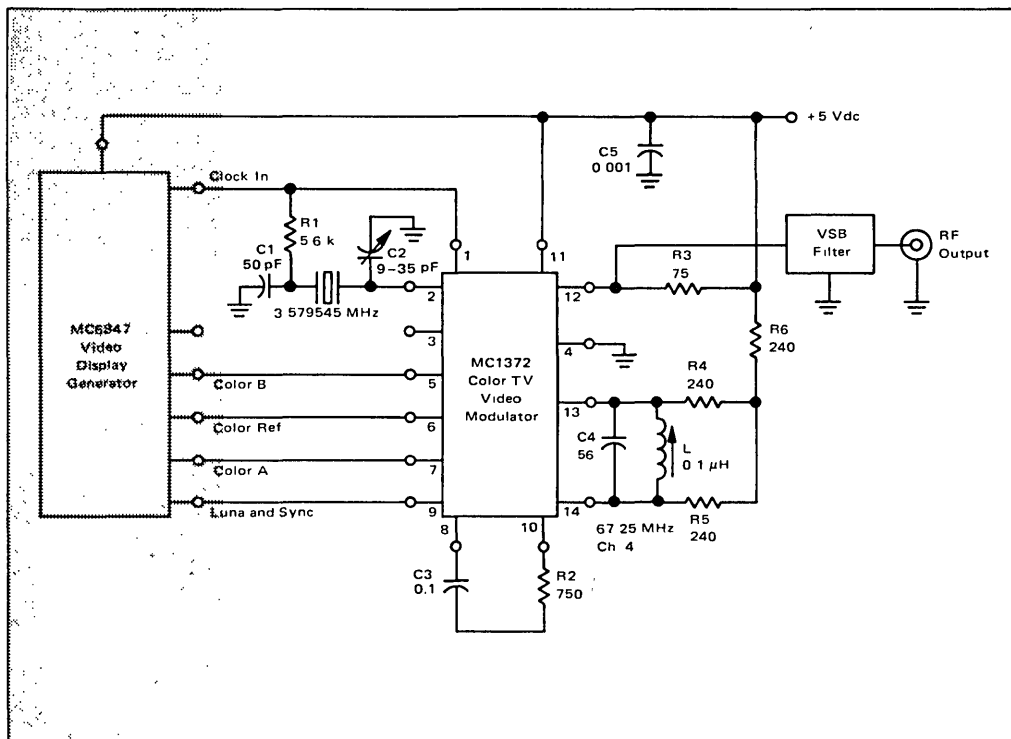 +5 Vdc
C5
0 001
Clock In
R1
5 6 k
C1
50 pF
C2
9-35 pF
1
11
VSB
Filter
RF
Output
R3
75
2
12
3 579545 MHz
MC6847
Video
Display
Generator
3
4
MC1372
Color TV
Video
Modulator
R6
240
R4
240
Color B
5
13
Color Ref
6
C4
56
L
0 1 µH
Color A
7
Luna and Sync
9
14
8
10
67 25 MHz
Ch 4
R5
240
C3
0.1
R2
750